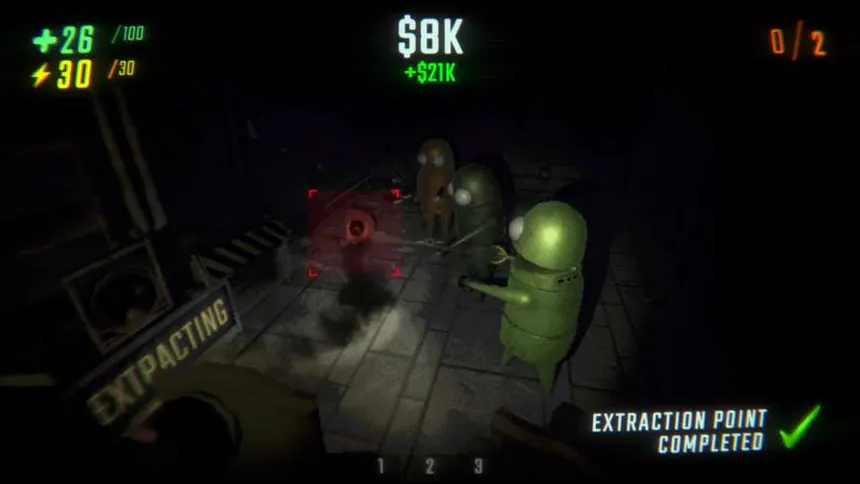 +26 /100
30 /30
$8K
+$21K
0/2
EXTRACTING
EXTRACTION POINT
COMPLETED
1 2 3